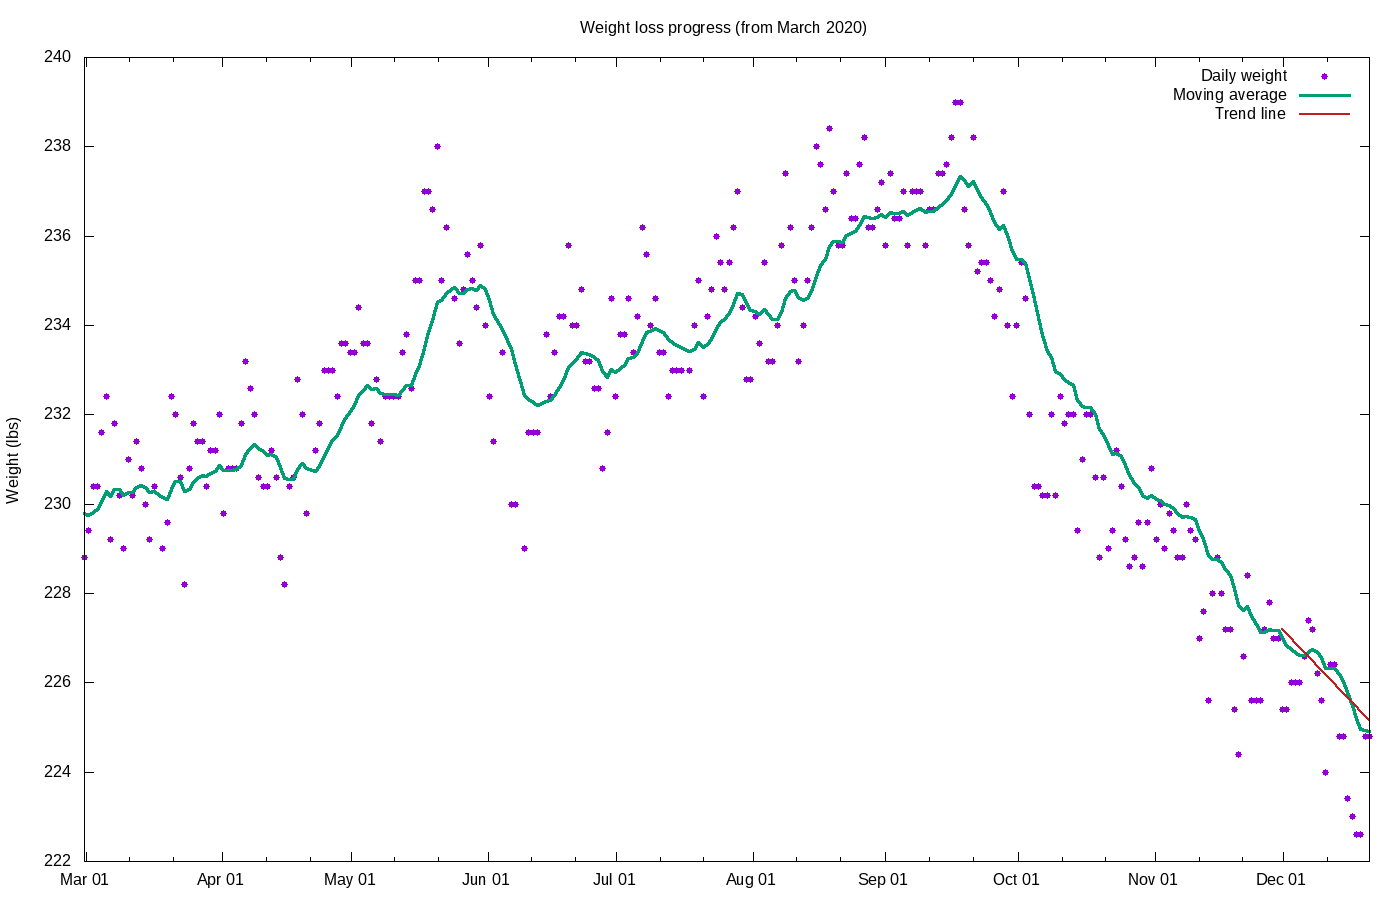 Weight loss progress (from March 2020)
Daily weight
Moving average
Trend line
Weight (lbs)
240
238
236
234
232
230
228
226
224
222
Mar 01 Apr 01 May 01 Jun 01 Jul 01 Aug 01 Sep 01 Oct 01 Nov 01 Dec 01